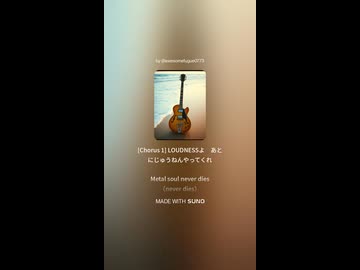 by @awesomefugue0773
[Chorus 1] LOUDNESSよ　あと
にじゅうねんやってくれ
Metal soul never dies
(never dies)
MADE WITH SUNO